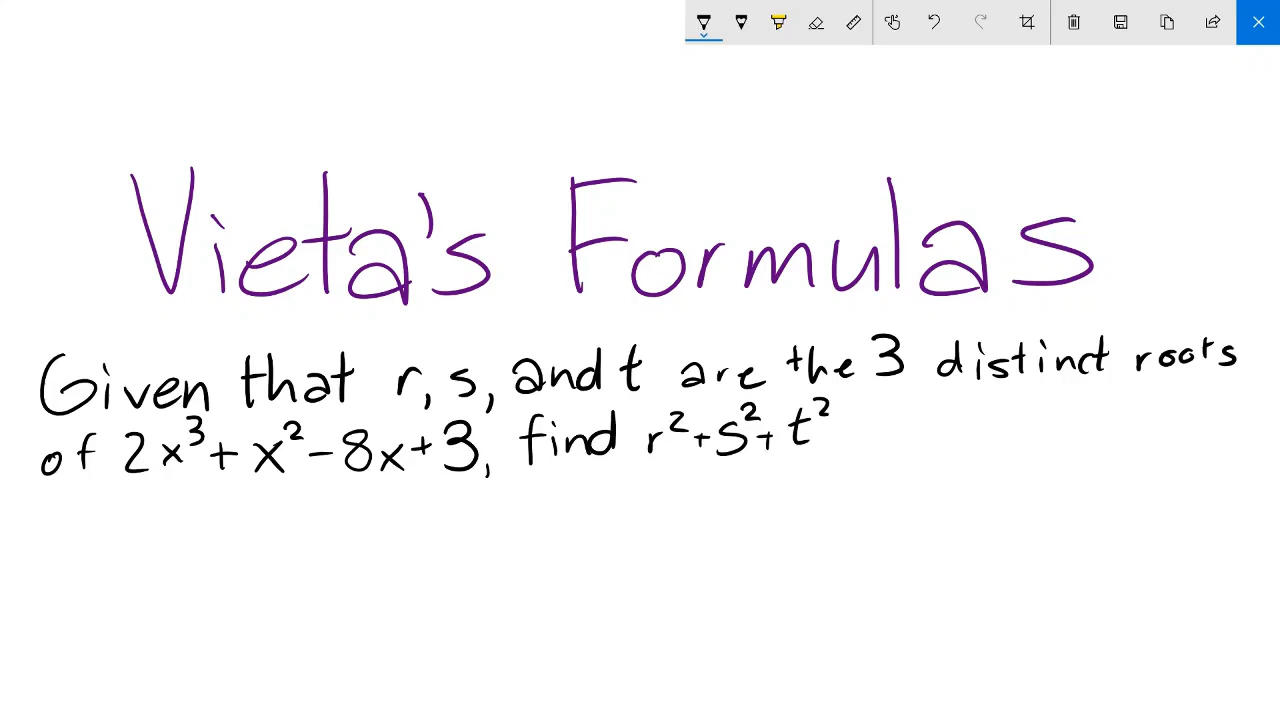 Vieta's Formulas
Given that r, s, and t are the 3 distinct roots
of 2x³+x²-8x+3, find r²+s²+t²